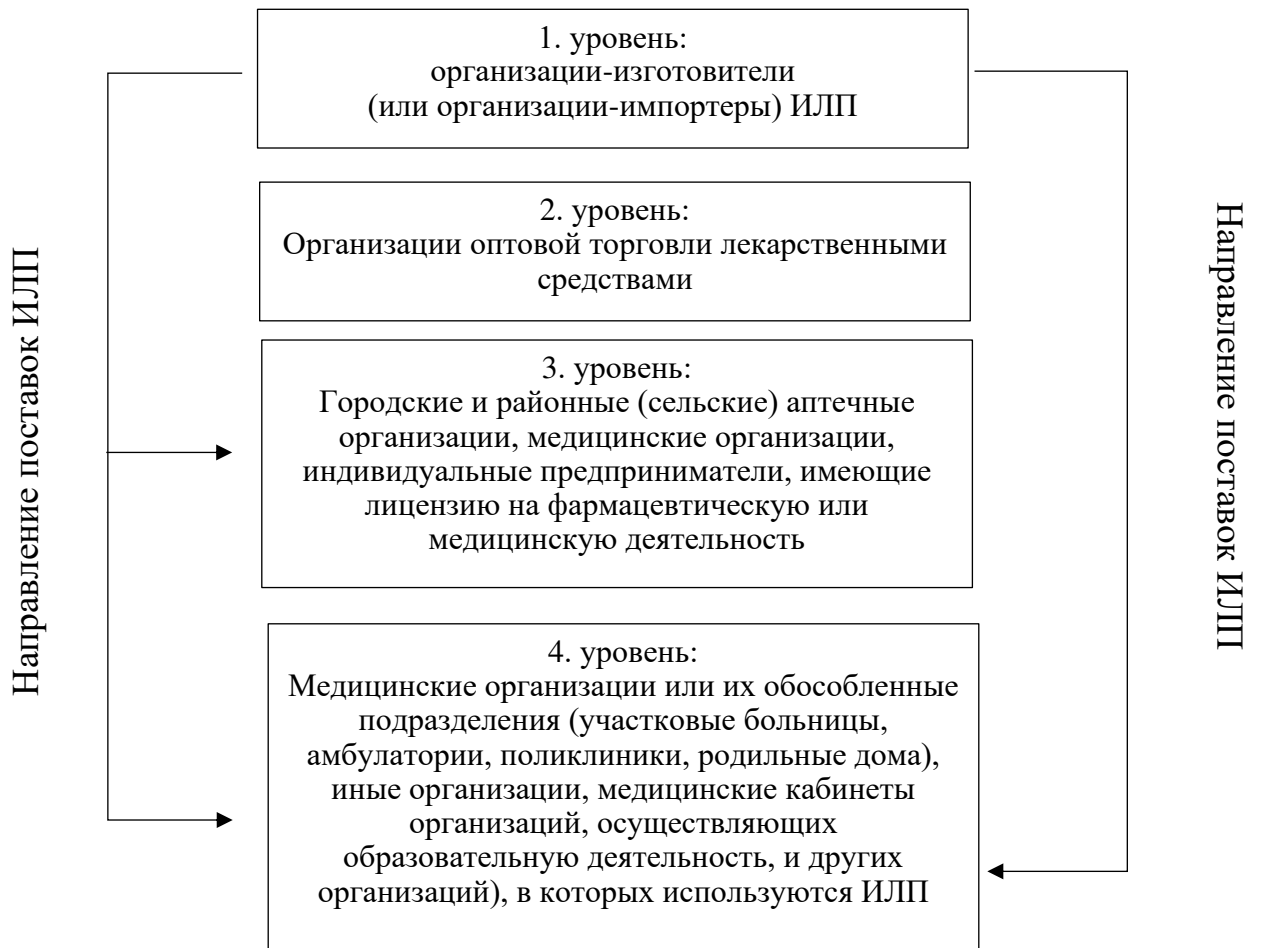 1. уровень:
организации-изготовители
(или организации-импортеры) ИЛП
2. уровень:
Организации оптовой торговли лекарственными
средствами
3. уровень:
Городские и районные (сельские) аптечные
организации, медицинские организации,
индивидуальные предприниматели, имеющие
лицензию на фармацевтическую или
медицинскую деятельность
4. уровень:
Медицинские организации или их обособленные
подразделения (участковые больницы,
амбулатории, поликлиники, родильные дома),
иные организации, медицинские кабинеты
организаций, осуществляющих
образовательную деятельность, и других
организаций), в которых используются ИЛП
Направление поставок ИЛП
Направление поставок ИЛП